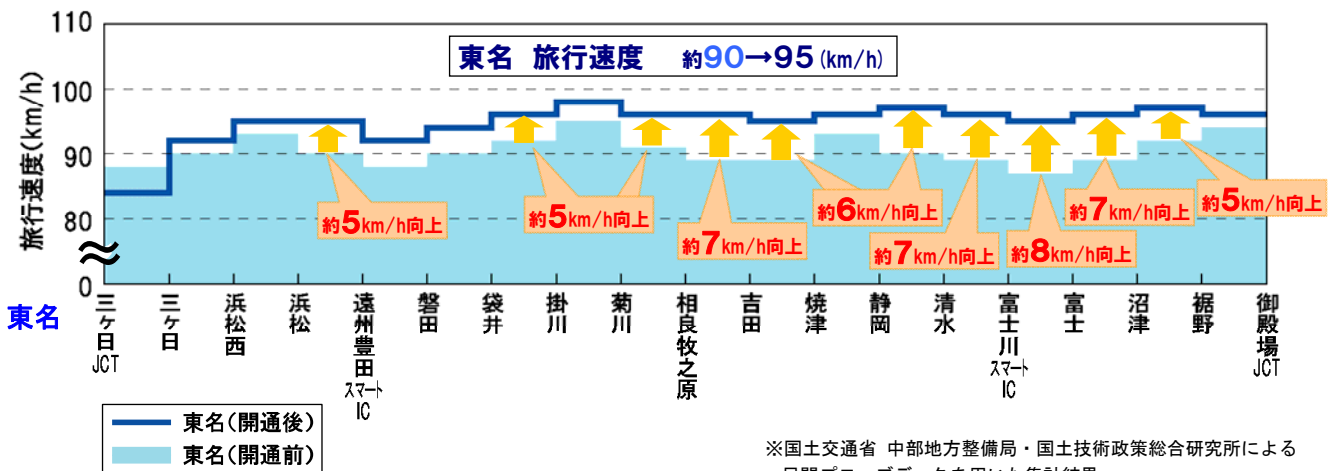 110
100
90
80
0
旅行速度(km/h)
東名 旅行速度 約90→95(km/h)
約5km/h向上
約5km/h向上
約7km/h向上
約6km/h向上
約7km/h向上
約8km/h向上
約7km/h向上
約5km/h向上
東名
三ケ日JCT
三ケ日
浜松西
浜松
遠州豊田スマートIC
磐田
袋井
掛川
菊川
相良牧之原
吉田
焼津
静岡
清水
富士川スマートIC
富士
沼津
裾野
御殿場JCT
東名(開通後)
東名(開通前)
※国土交通省 中部地方整備局・国土技術政策総合研究所による